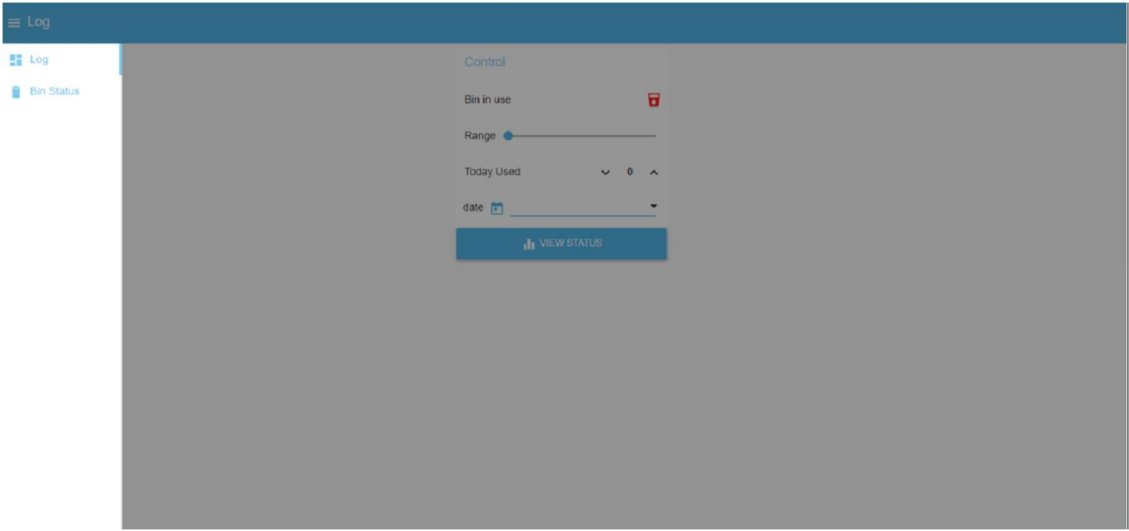 Log
Log
Bin Status
Control
Bin in use
Range
Today Used 0
date
VIEW STATUS